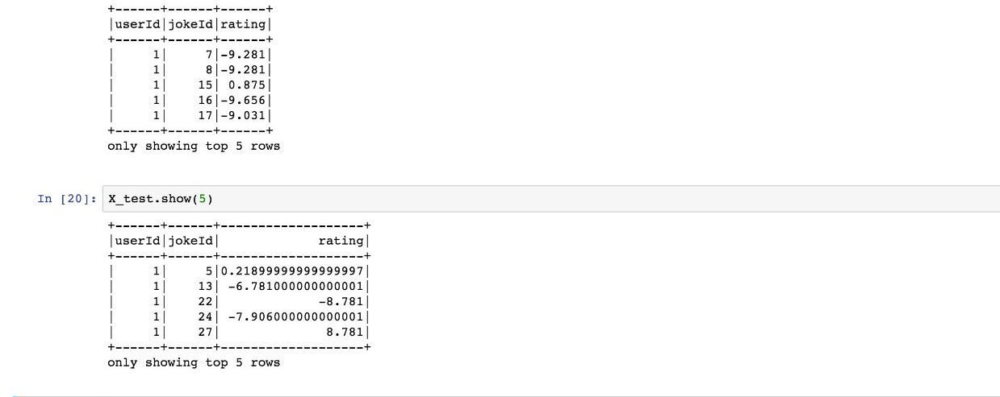 +------+------+------+
|userId|jokeId|rating|
+------+------+------+
|     1|     7|-9.281|
|     1|     8|-9.281|
|     1|    15| 0.875|
|     1|    16|-9.656|
|     1|    17|-9.031|
+------+------+------+
only showing top 5 rows
In [20]: X_test.show(5)
+------+------+-------------------+
|userId|jokeId|             rating|
+------+------+-------------------+
|     1|     5|0.21899999999999997|
|     1|    13| -6.781000000000001|
|     1|    22|             -8.781|
|     1|    24| -7.906000000000001|
|     1|    27|              8.781|
+------+------+-------------------+
only showing top 5 rows